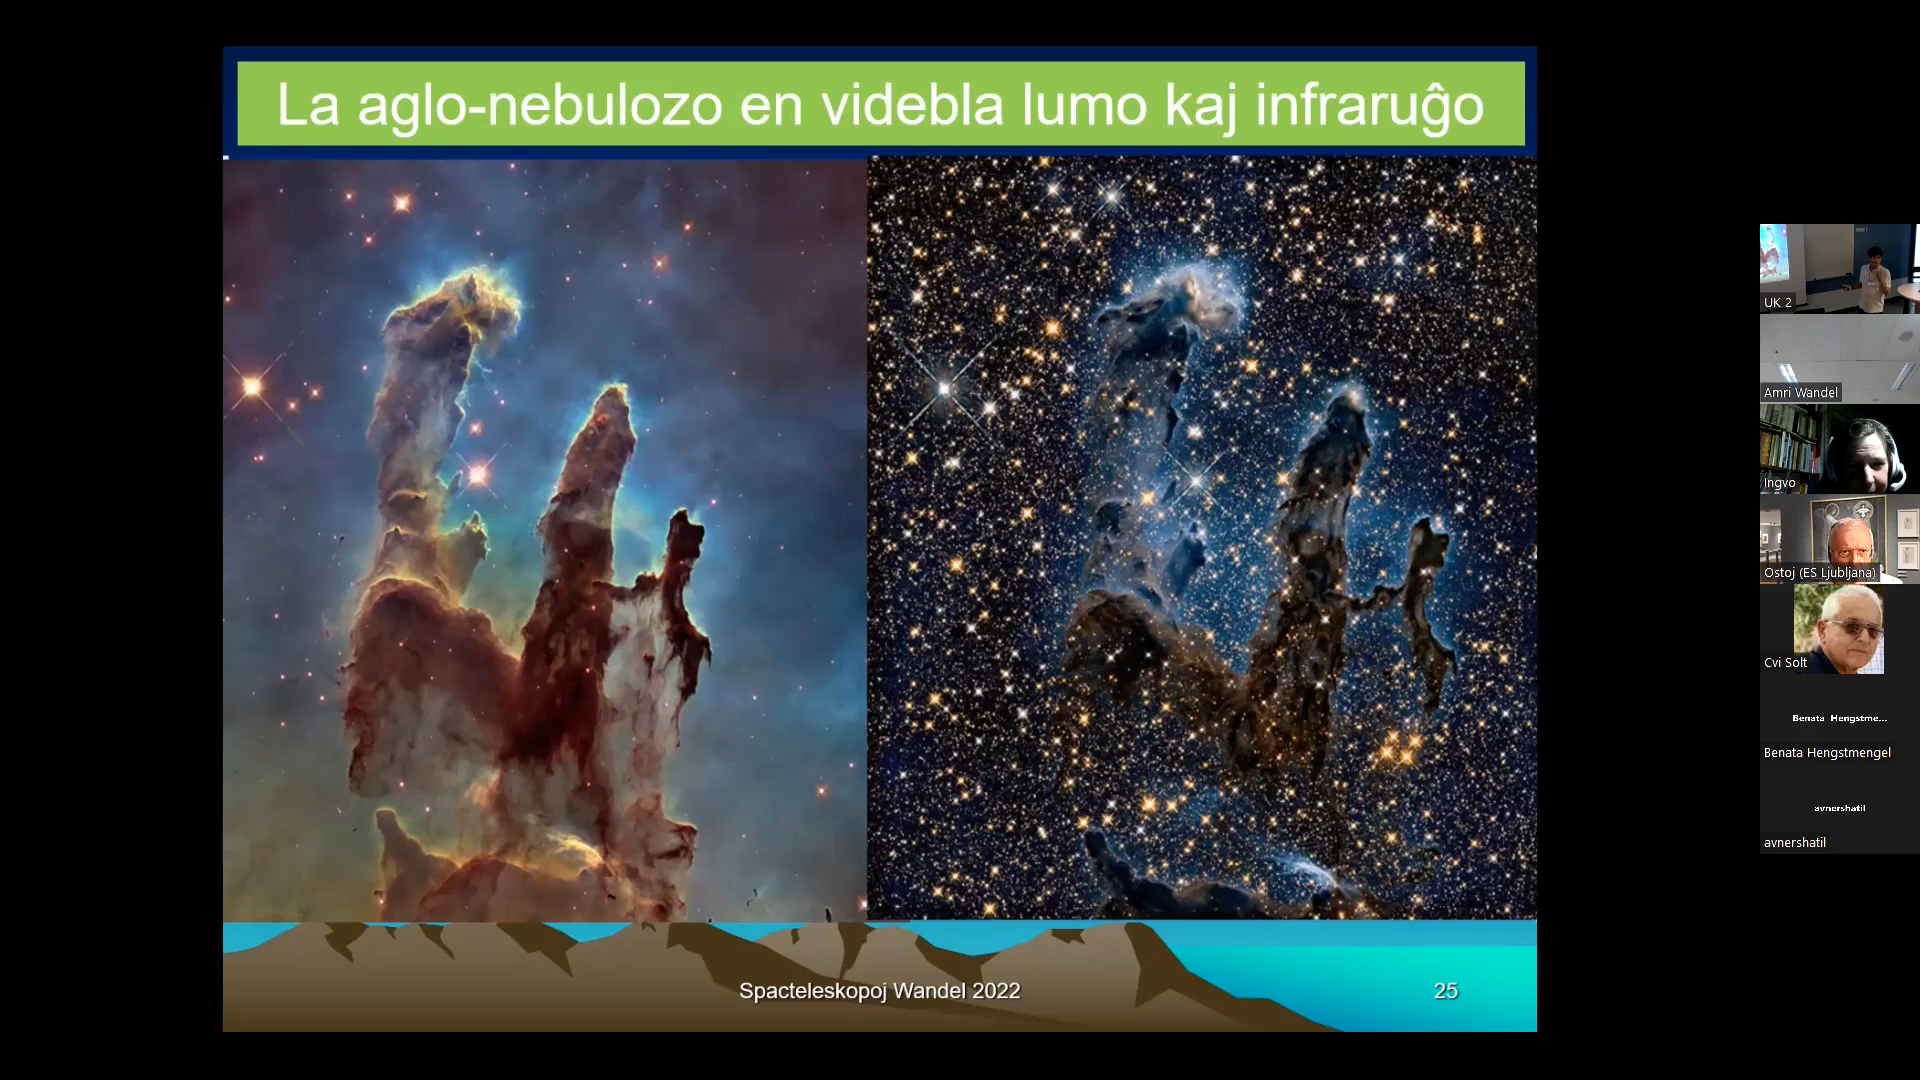 La aglo-nebulozo en videbla lumo kaj infraruĝo
Spacteleskopoj Wandel 2022
25
UK 2
Amri Wandel
Ingvo
Ostoj (ES Ljubljana)
Cvi Solt
Benata Hengstme...
Benata Hengstmengel
avnershatil
avnershatil